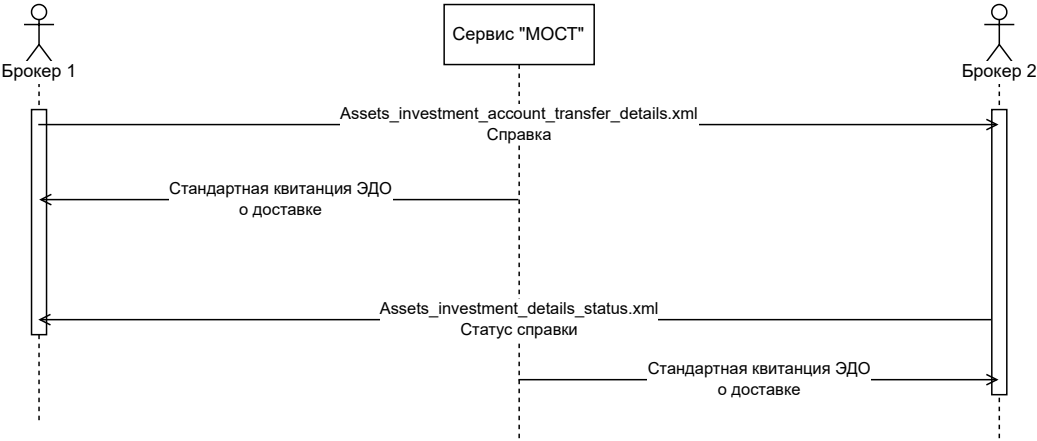 Сервис "МОСТ"
Брокер 1
Брокер 2
Assets_investment_account_transfer_details.xml
Справка
Стандартная квитанция ЭДО
о доставке
Assets_investment_details_status.xml
Статус справки
Стандартная квитанция ЭДО
о доставке